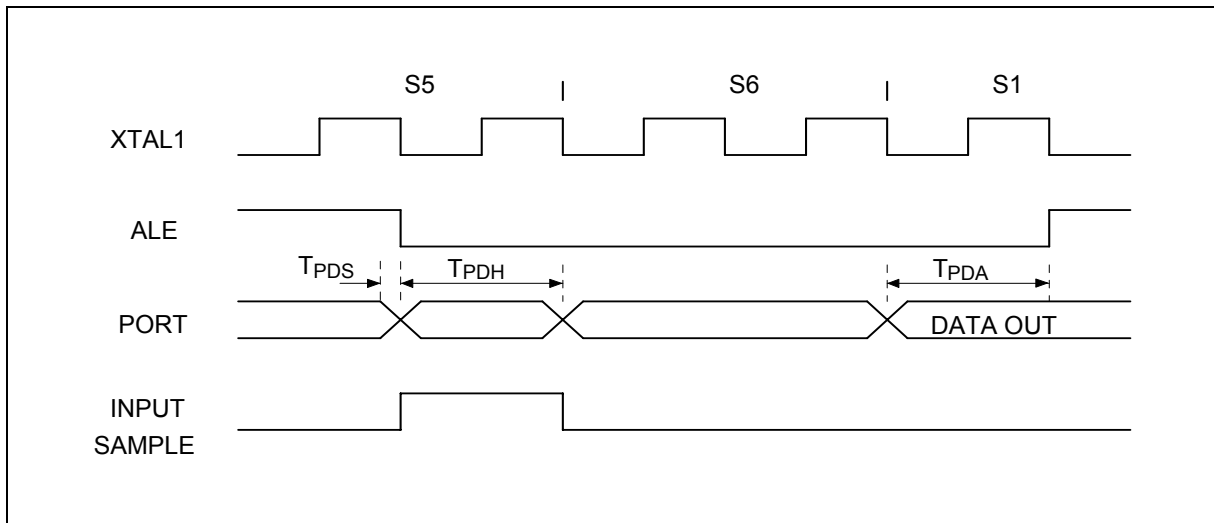 S5 | S6 | S1
XTAL1
ALE
TPDS TPDH TPDA
PORT DATA OUT
INPUT
SAMPLE